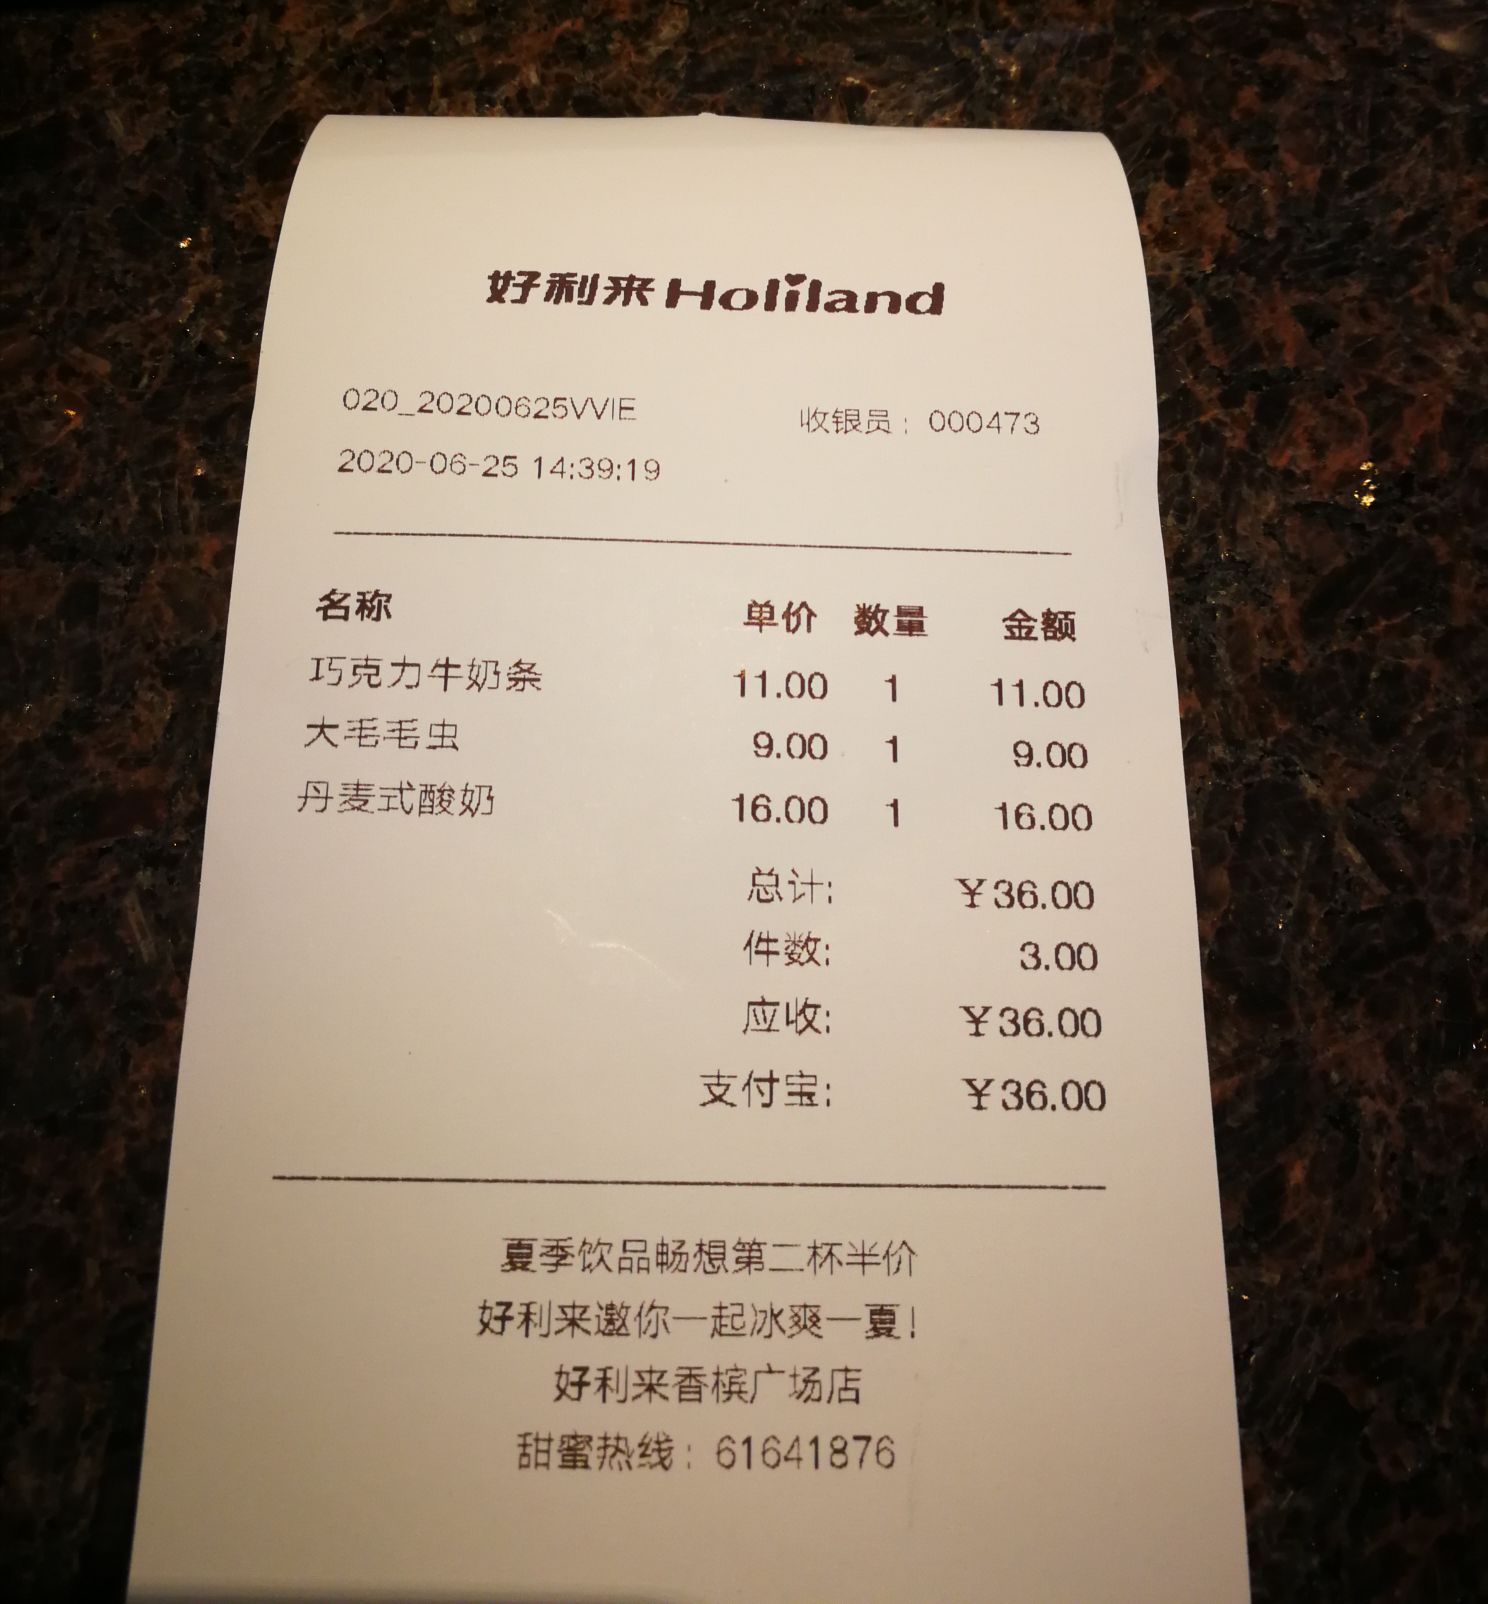 好利来 Holiland
020_20200625VVIE 收银员：000473
2020-06-25 14:39:19
名称 单价 数量 金额
巧克力牛奶条 11.00 1 11.00
大毛毛虫 9.00 1 9.00
丹麦式酸奶 16.00 1 16.00
总计: ¥36.00
件数: 3.00
应收: ¥36.00
支付宝: ¥36.00
夏季饮品畅想第二杯半价
好利来邀你一起冰爽一夏!
好利来香槟广场店
甜蜜热线：61641876